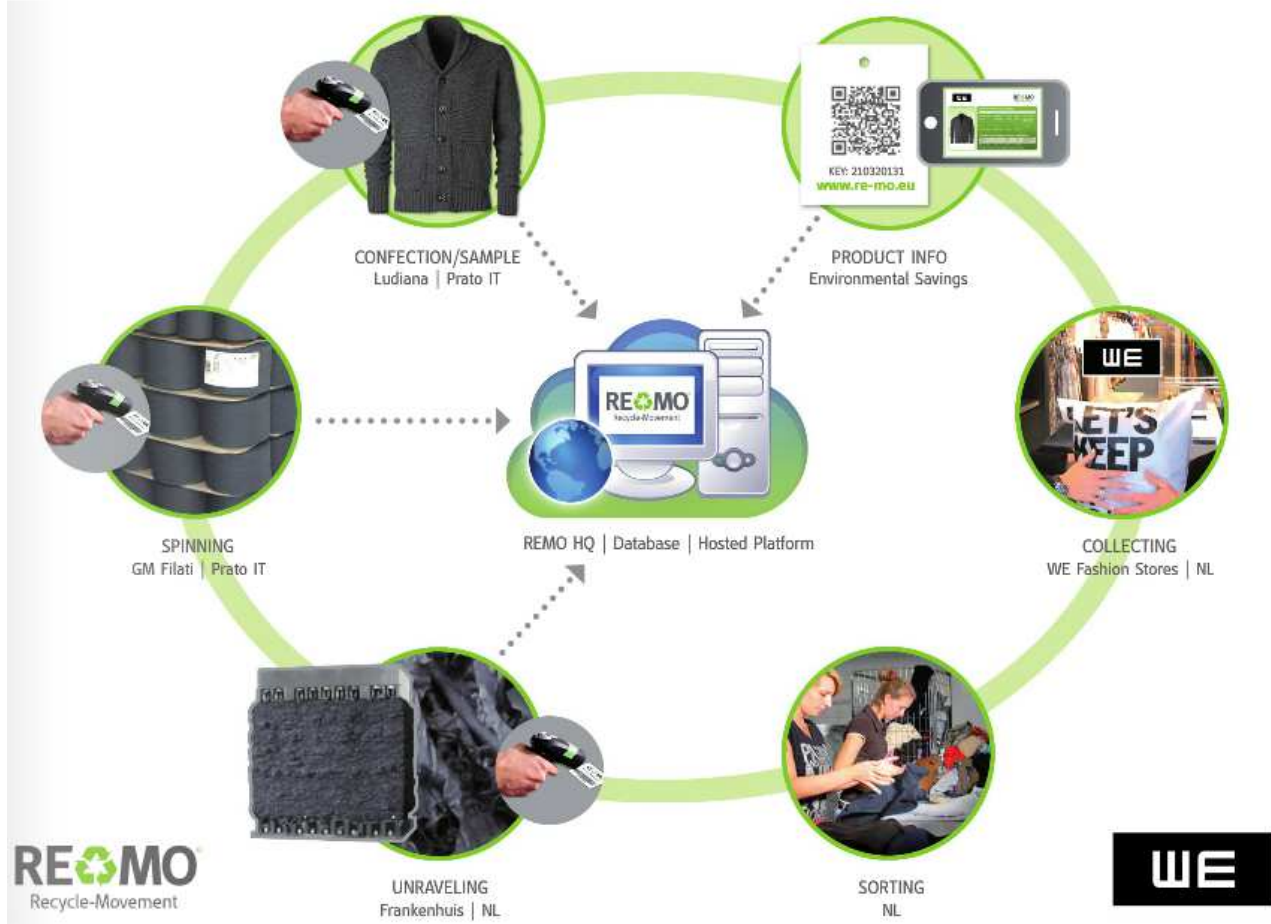 KEY: 210320131
www.re-mo.eu
WE
REMO
CONFECTION/SAMPLE
Ludiana | Prato IT
PRODUCT INFO
Environmental Savings
WE
LET'S
KEEP
REMO
Recycle-Movement
SPINNING
GM Filati | Prato IT
REMO HQ | Database | Hosted Platform
COLLECTING
WE Fashion Stores | NL
REMO
Recycle-Movement
UNRAVELING
Frankenhuis | NL
SORTING
NL
WE